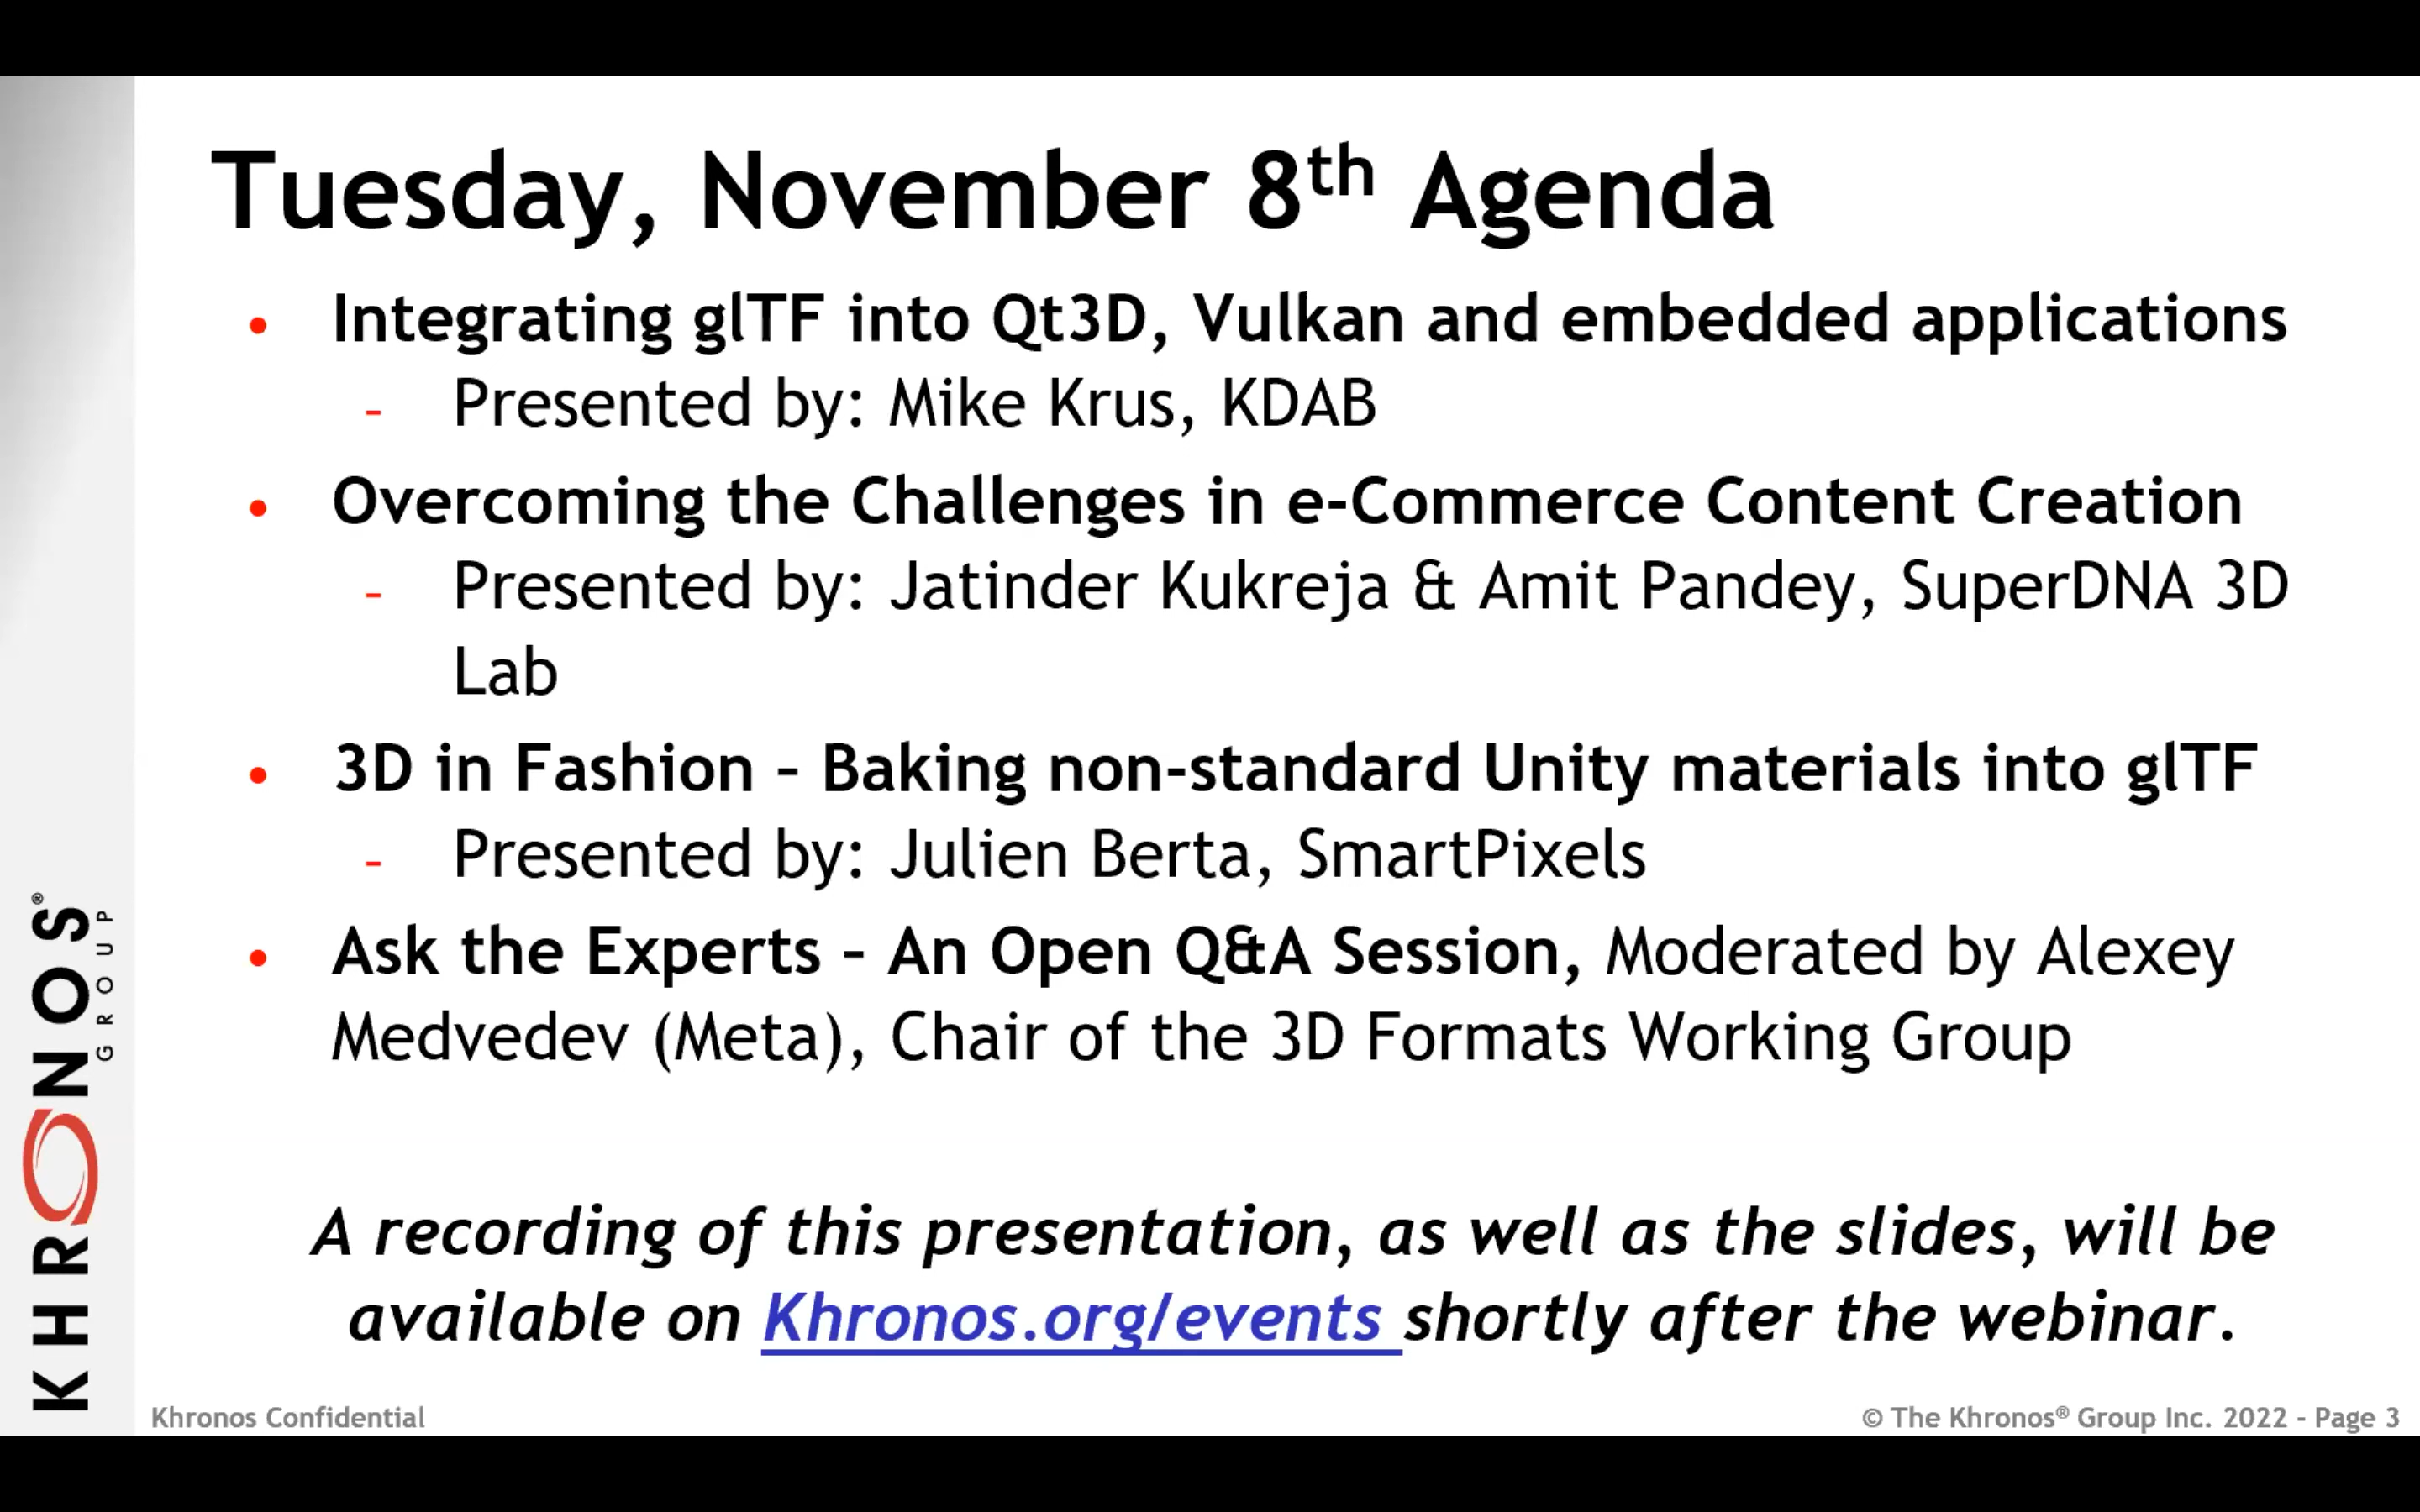 Tuesday, November 8th Agenda
• Integrating glTF into Qt3D, Vulkan and embedded applications
– Presented by: Mike Krus, KDAB
• Overcoming the Challenges in e-Commerce Content Creation
– Presented by: Jatinder Kukreja & Amit Pandey, SuperDNA 3D
Lab
• 3D in Fashion – Baking non-standard Unity materials into glTF
– Presented by: Julien Berta, SmartPixels
• Ask the Experts – An Open Q&A Session, Moderated by Alexey
Medvedev (Meta), Chair of the 3D Formats Working Group
A recording of this presentation, as well as the slides, will be
available on Khronos.org/events shortly after the webinar.
KHRONOS®
GROUP
Khronos Confidential
© The Khronos® Group Inc. 2022 - Page 3